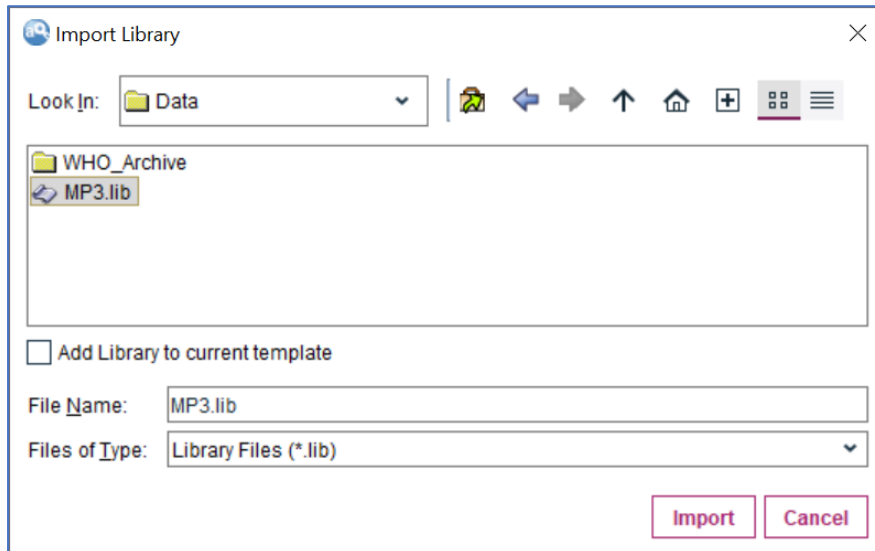 Import Library
Look In: Data
WHO_Archive
MP3.lib
Add Library to current template
File Name: MP3.lib
Files of Type: Library Files (*.lib)
Import Cancel